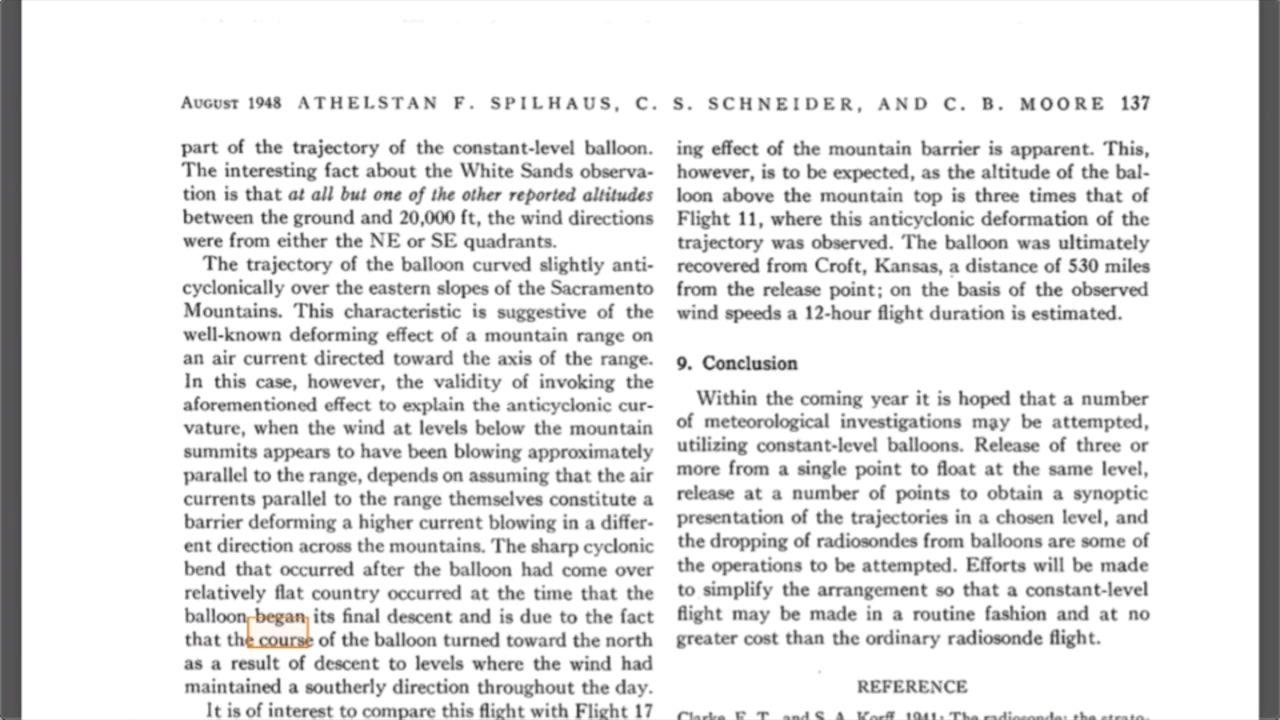 AUGUST 1948 ATHELSTAN F. SPILHAUS, C. S. SCHNEIDER, AND C. B. MOORE 137
part of the trajectory of the constant-level balloon.
The interesting fact about the White Sands observa-
tion is that at all but one of the other reported altitudes
between the ground and 20,000 ft, the wind directions
were from either the NE or SE quadrants.
The trajectory of the balloon curved slightly anti-
cyclonically over the eastern slopes of the Sacramento
Mountains. This characteristic is suggestive of the
well-known deforming effect of a mountain range on
an air current directed toward the axis of the range.
In this case, however, the validity of invoking the
aforementioned effect to explain the anticyclonic cur-
vature, when the wind at levels below the mountain
summits appears to have been blowing approximately
parallel to the range, depends on assuming that the air
currents parallel to the range themselves constitute a
barrier deforming a higher current blowing in a differ-
ent direction across the mountains. The sharp cyclonic
bend that occurred after the balloon had come over
relatively flat country occurred at the time that the
balloon began its final descent and is due to the fact
that the course of the balloon turned toward the north
as a result of descent to levels where the wind had
maintained a southerly direction throughout the day.
It is of interest to compare this flight with Flight 17
ing effect of the mountain barrier is apparent. This,
however, is to be expected, as the altitude of the bal-
loon above the mountain top is three times that of
Flight 11, where this anticyclonic deformation of the
trajectory was observed. The balloon was ultimately
recovered from Croft, Kansas, a distance of 530 miles
from the release point; on the basis of the observed
wind speeds a 12-hour flight duration is estimated.
9. Conclusion
Within the coming year it is hoped that a number
of meteorological investigations may be attempted,
utilizing constant-level balloons. Release of three or
more from a single point to float at the same level,
release at a number of points to obtain a synoptic
presentation of the trajectories in a chosen level, and
the dropping of radiosondes from balloons are some of
the operations to be attempted. Efforts will be made
to simplify the arrangement so that a constant-level
flight may be made in a routine fashion and at no
greater cost than the ordinary radiosonde flight.
REFERENCE
Clarke, E. T., and S. A. Korff, 1941: The radiosonde: the strato-